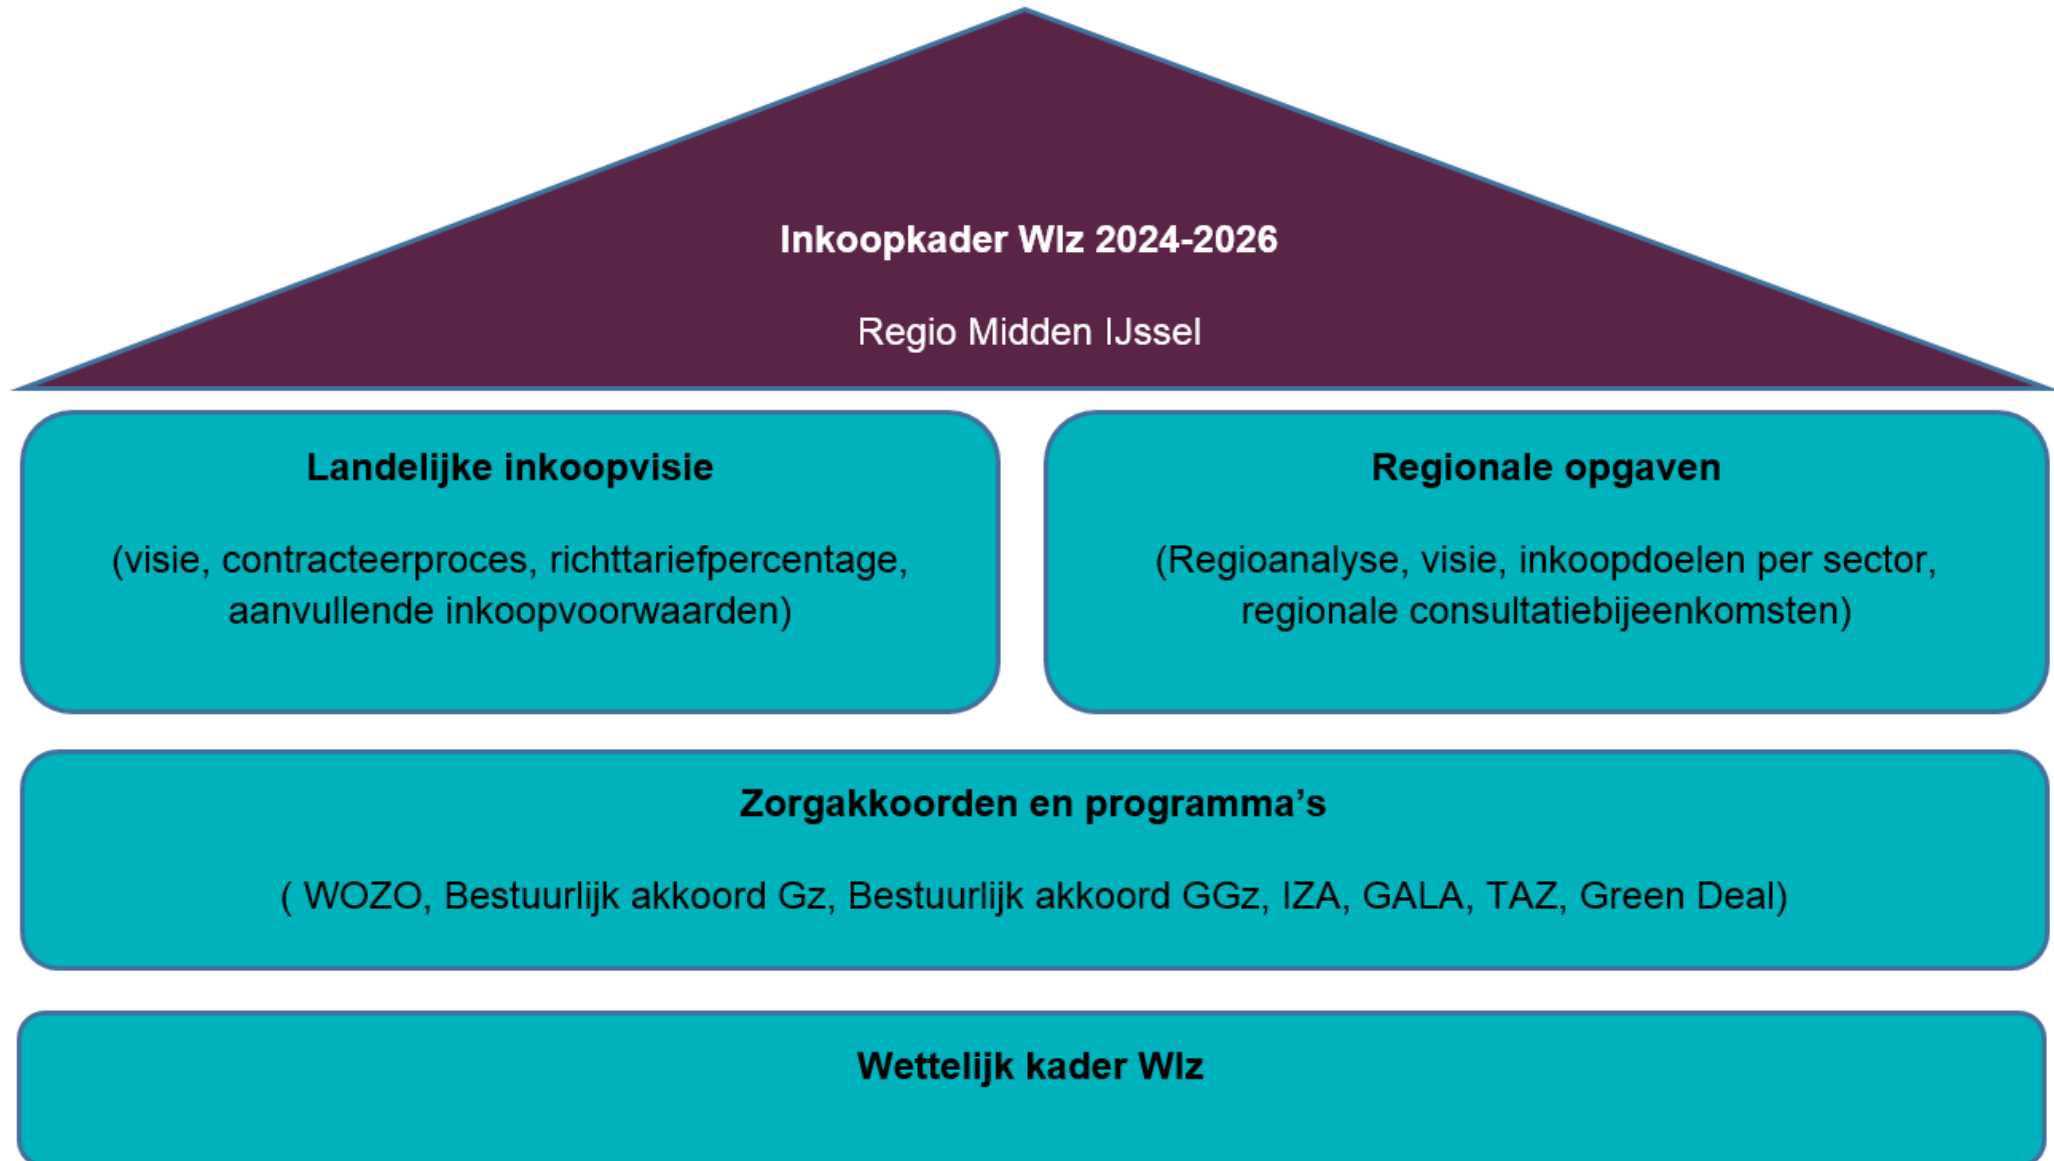 Inkoopkader Wlz 2024-2026
Regio Midden IJssel
Landelijke inkoopvisie
(visie, contracteerproces, richttariefpercentage,
aanvullende inkoopvoorwaarden)
Regionale opgaven
(Regioanalyse, visie, inkoopdoelen per sector,
regionale consultatiebijeenkomsten)
Zorgakkoorden en programma’s
( WOZO, Bestuurlijk akkoord Gz, Bestuurlijk akkoord GGz, IZA, GALA, TAZ, Green Deal)
Wettelijk kader Wlz